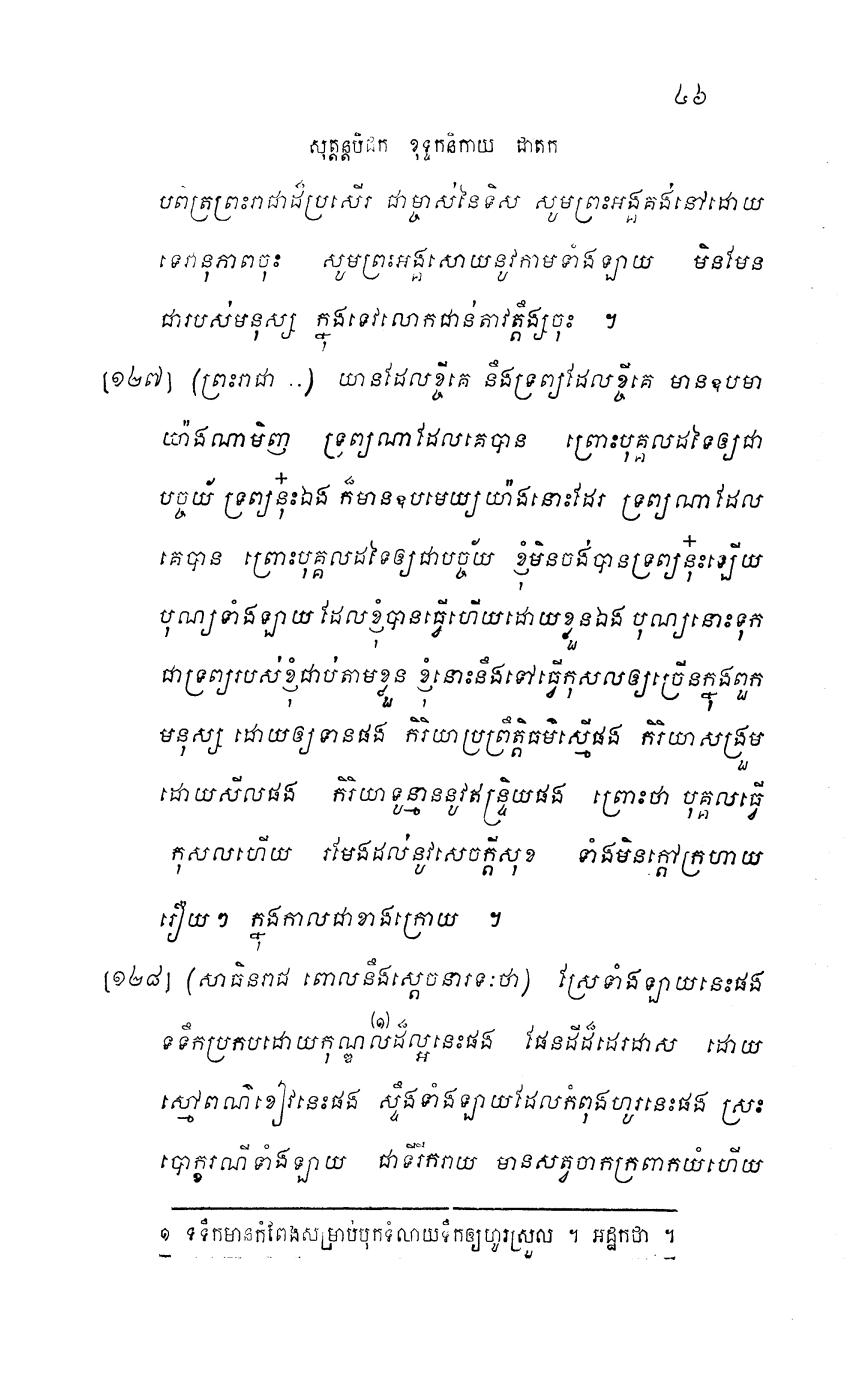 ៤៦
សុត្តន្តបិដក ខុទ្ទកនិកាយ ជាតក
បពិត្រព្រះរាជាដ៏ប្រសើរ ជាម្ចាស់នៃទិស សូមព្រះអង្គគង់នៅដោយ
ទេវានុភាពចុះ សូមព្រះអង្គសោយនូវកាមទាំងឡាយ មិនមែន
ជារបស់មនុស្ស ក្នុងទេវលោកជាន់តាវត្តឹង្សចុះ ។
[១២៧] (ព្រះរាជា ..) យានដែលខ្ចីគេ នឹងទ្រព្យដែលខ្ចីគេ មានឧបមា
យ៉ាងណាមិញ ទ្រព្យណាដែលគេបាន ព្រោះបុគ្គលដទៃឲ្យជា
បច្ច័យ ទ្រព្យនុ៎ះឯង ក៏មានឧបមេយ្យយ៉ាងនោះដែរ ទ្រព្យណាដែល
គេបាន ព្រោះបុគ្គលដទៃឲ្យជាបច្ច័យ ខ្ញុំមិនចង់បានទ្រព្យនុ៎ះឡើយ
បុណ្យទាំងឡាយដែលខ្ញុំបានធ្វើហើយដោយខ្លួនឯង បុណ្យនោះទុក
ជាទ្រព្យរបស់ខ្ញុំជាប់តាមខ្លួន ខ្ញុំនោះនឹងទៅធ្វើកុសលឲ្យច្រើនក្នុងពួក
មនុស្ស ដោយឲ្យទានផង កិរិយាប្រព្រឹត្តិធម៌ស្មើផង កិរិយាសង្រួម
ដោយសីលផង កិរិយាទូន្មាននូវឥន្ទ្រិយផង ព្រោះថា បុគ្គលធ្វើ
កុសលហើយ រមែងដល់នូវសេចក្តីសុខ ទាំងមិនក្តៅក្រហាយ
រឿយៗ ក្នុងកាលជាខាងក្រោយ ។
[១២៨] (សាធិនរាជ ពោលនឹងស្តេចនារទៈថា) ស្រែទាំងឡាយនេះផង
ទទឹកប្រកបដោយកុណ្ឌល(១)ដ៏ល្អនេះផង ផែនដីដ៏ដេរដាស ដោយ
ស្មៅពណ៌ខៀវនេះផង ស្ទឹងទាំងឡាយដែលកំពុងហូរនេះផង ស្រះ
បោក្ខរណីទាំងឡាយ ជាទីរីករាយ មានសត្វចាកក្រពាកយំហើយ
១ ទទឹកមានកំពែងសម្រាប់បុកទំលាយទឹកឲ្យហូរស្រួល ។ អដ្ឋកថា ។